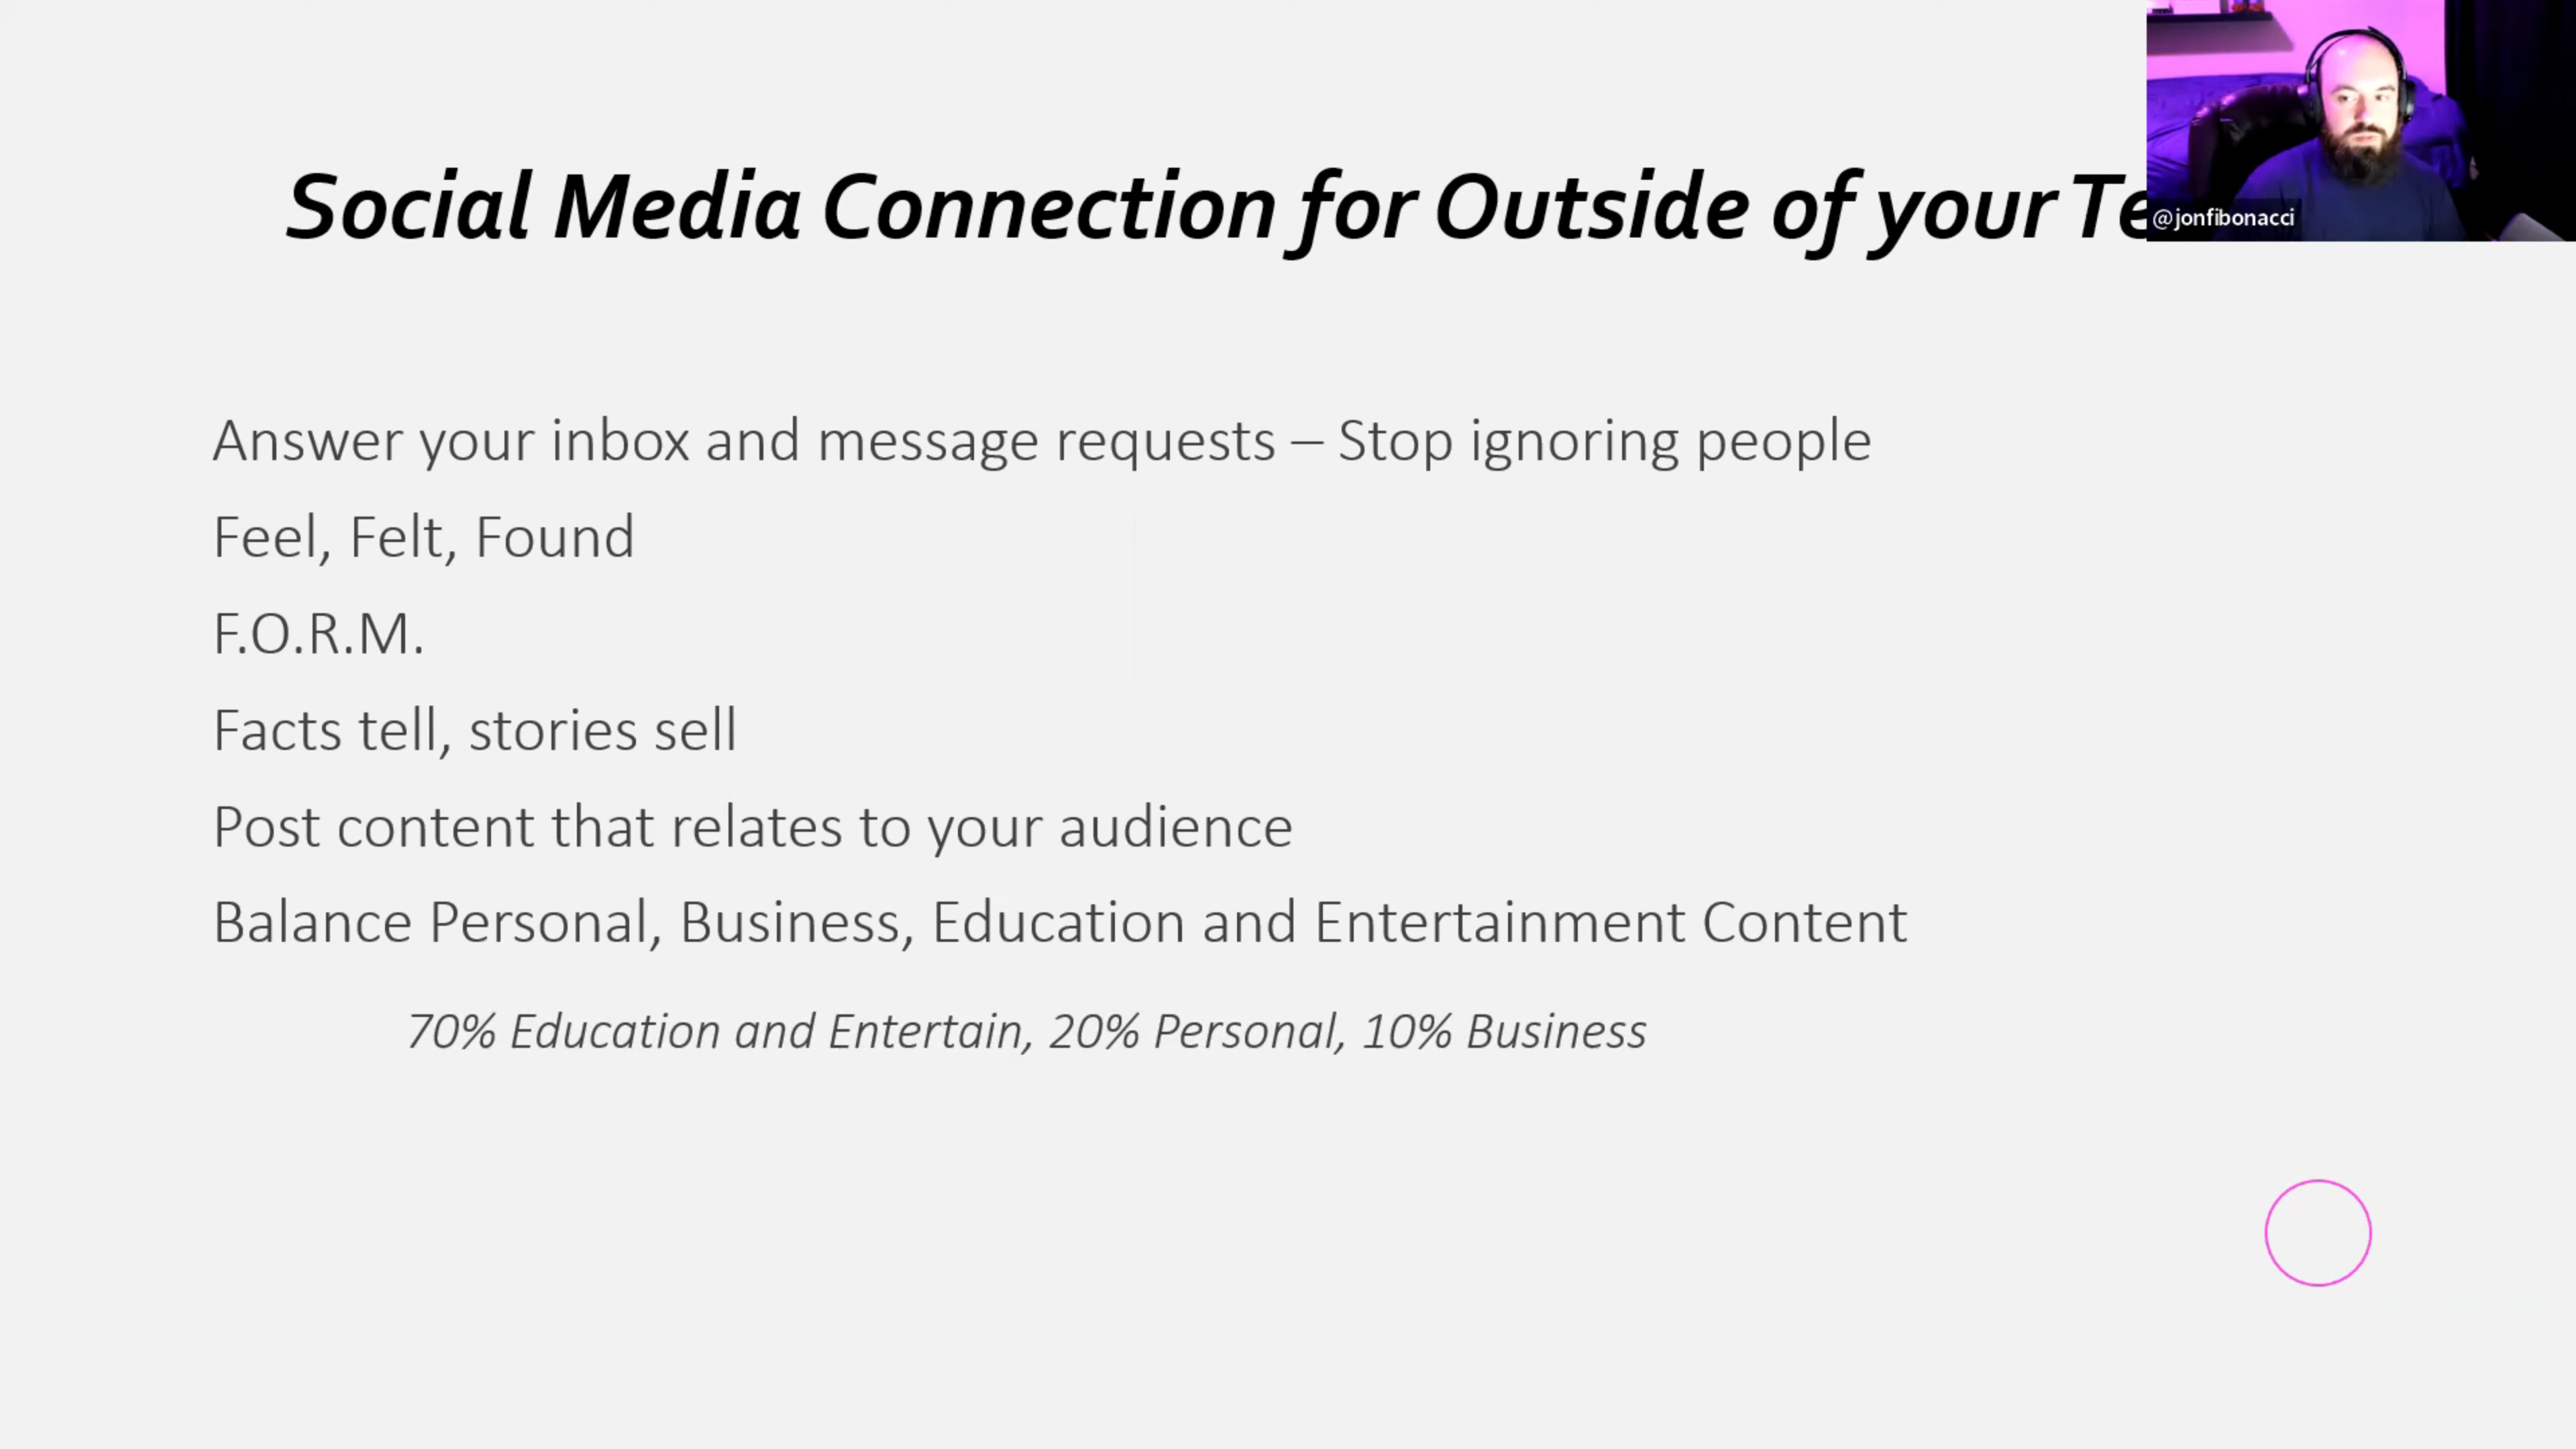 Social Media Connection for Outside of your
@jonfibonacci
Answer your inbox and message requests – Stop ignoring people
Feel, Felt, Found
F.O.R.M.
Facts tell, stories sell
Post content that relates to your audience
Balance Personal, Business, Education and Entertainment Content
70% Education and Entertain, 20% Personal, 10% Business